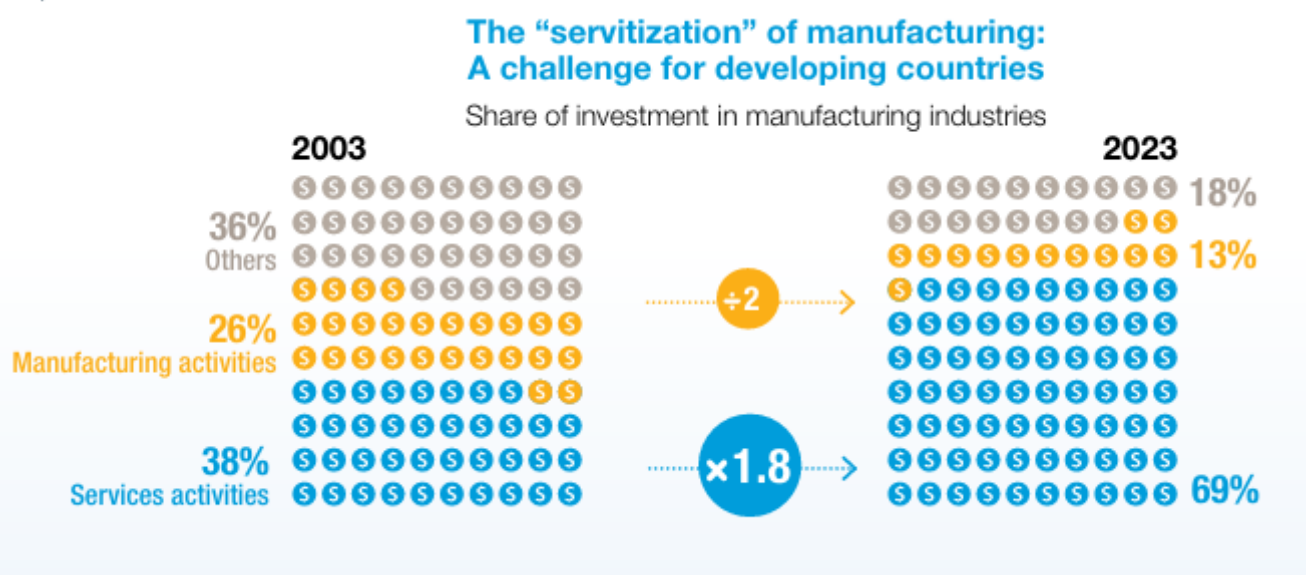 The “servitization” of manufacturing:
A challenge for developing countries
Share of investment in manufacturing industries
2003
2023
36%
Others
26%
Manufacturing activities
38%
Services activities
÷2
×1.8
18%
13%
69%